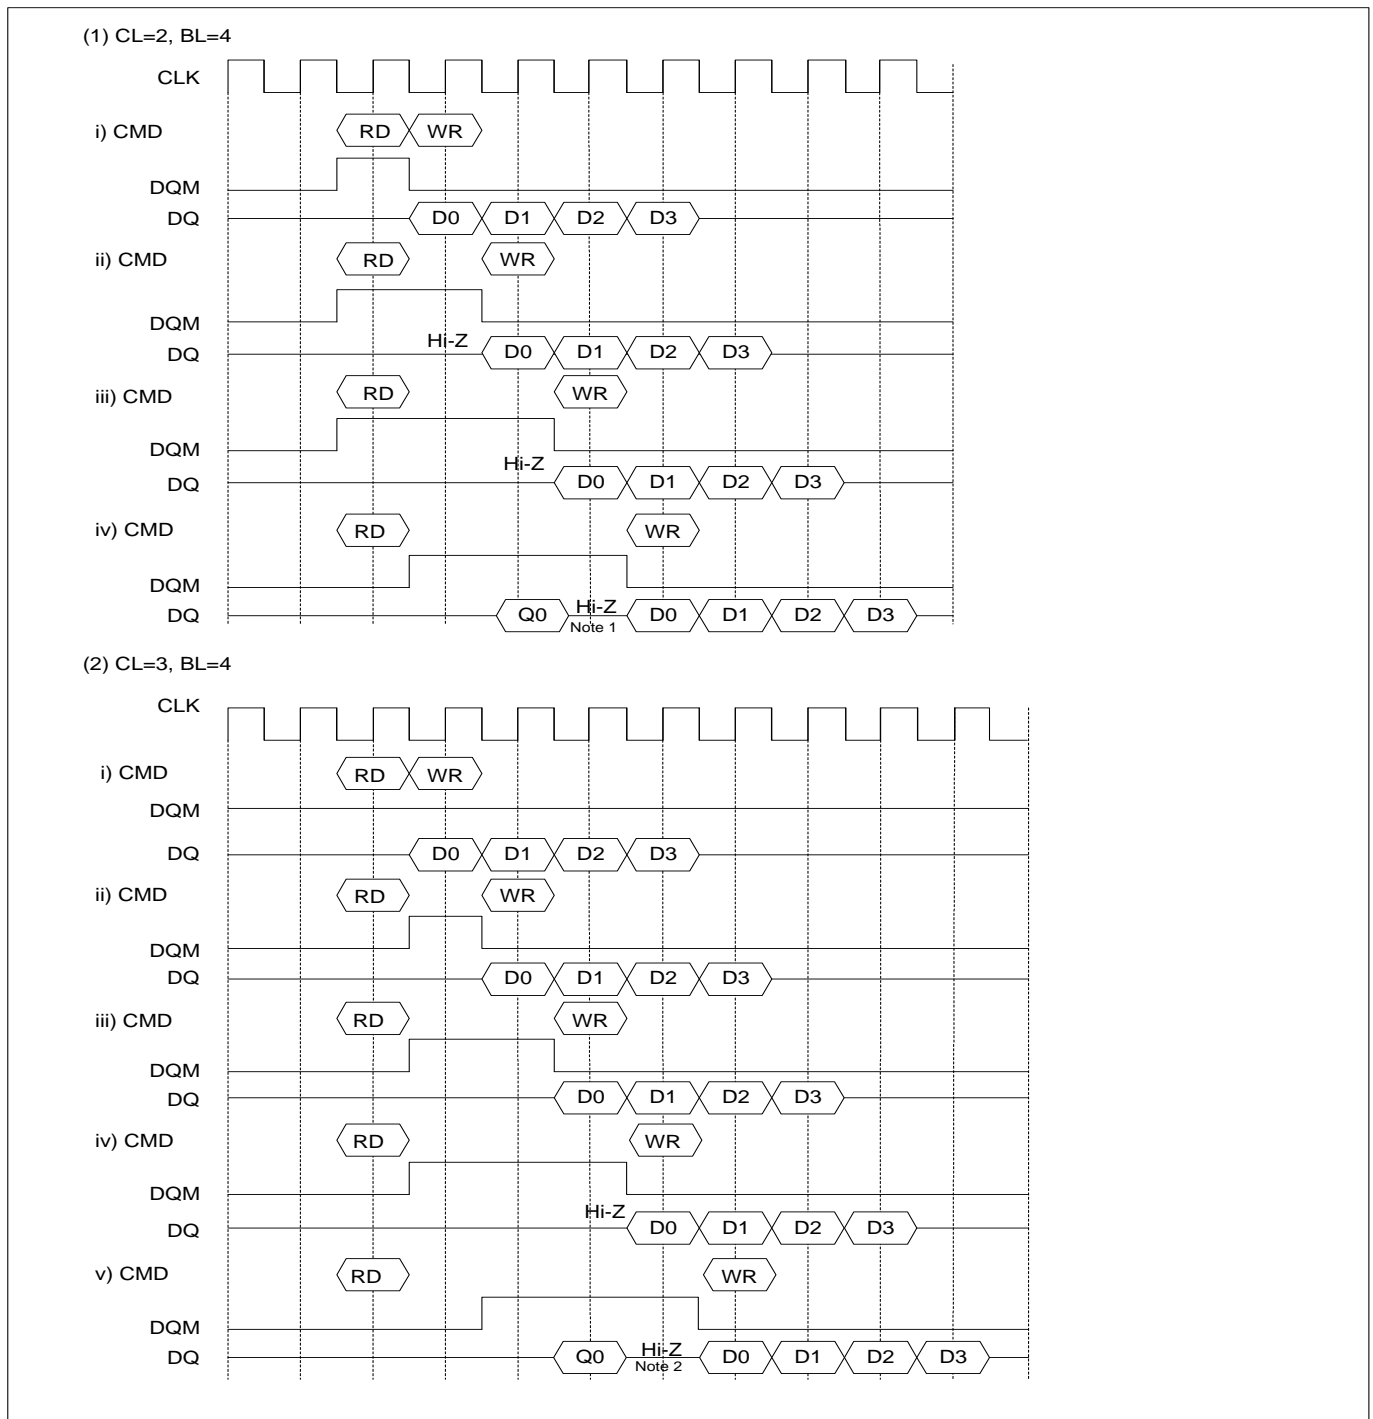 (1) CL=2, BL=4
CLK
i) CMD RD WR
DQM
DQ D0 D1 D2 D3
ii) CMD RD WR
DQM
Hi-Z
DQ D0 D1 D2 D3
iii) CMD RD WR
DQM
Hi-Z
DQ D0 D1 D2 D3
iv) CMD RD WR
DQM
DQ Q0 Hi-Z D0 D1 D2 D3
Note 1
(2) CL=3, BL=4
CLK
i) CMD RD WR
DQM
DQ D0 D1 D2 D3
ii) CMD RD WR
DQM
DQ D0 D1 D2 D3
iii) CMD RD WR
DQM
DQ D0 D1 D2 D3
iv) CMD RD WR
DQM
Hi-Z
DQ D0 D1 D2 D3
v) CMD RD WR
DQM
DQ Q0 Hi-Z D0 D1 D2 D3
Note 2